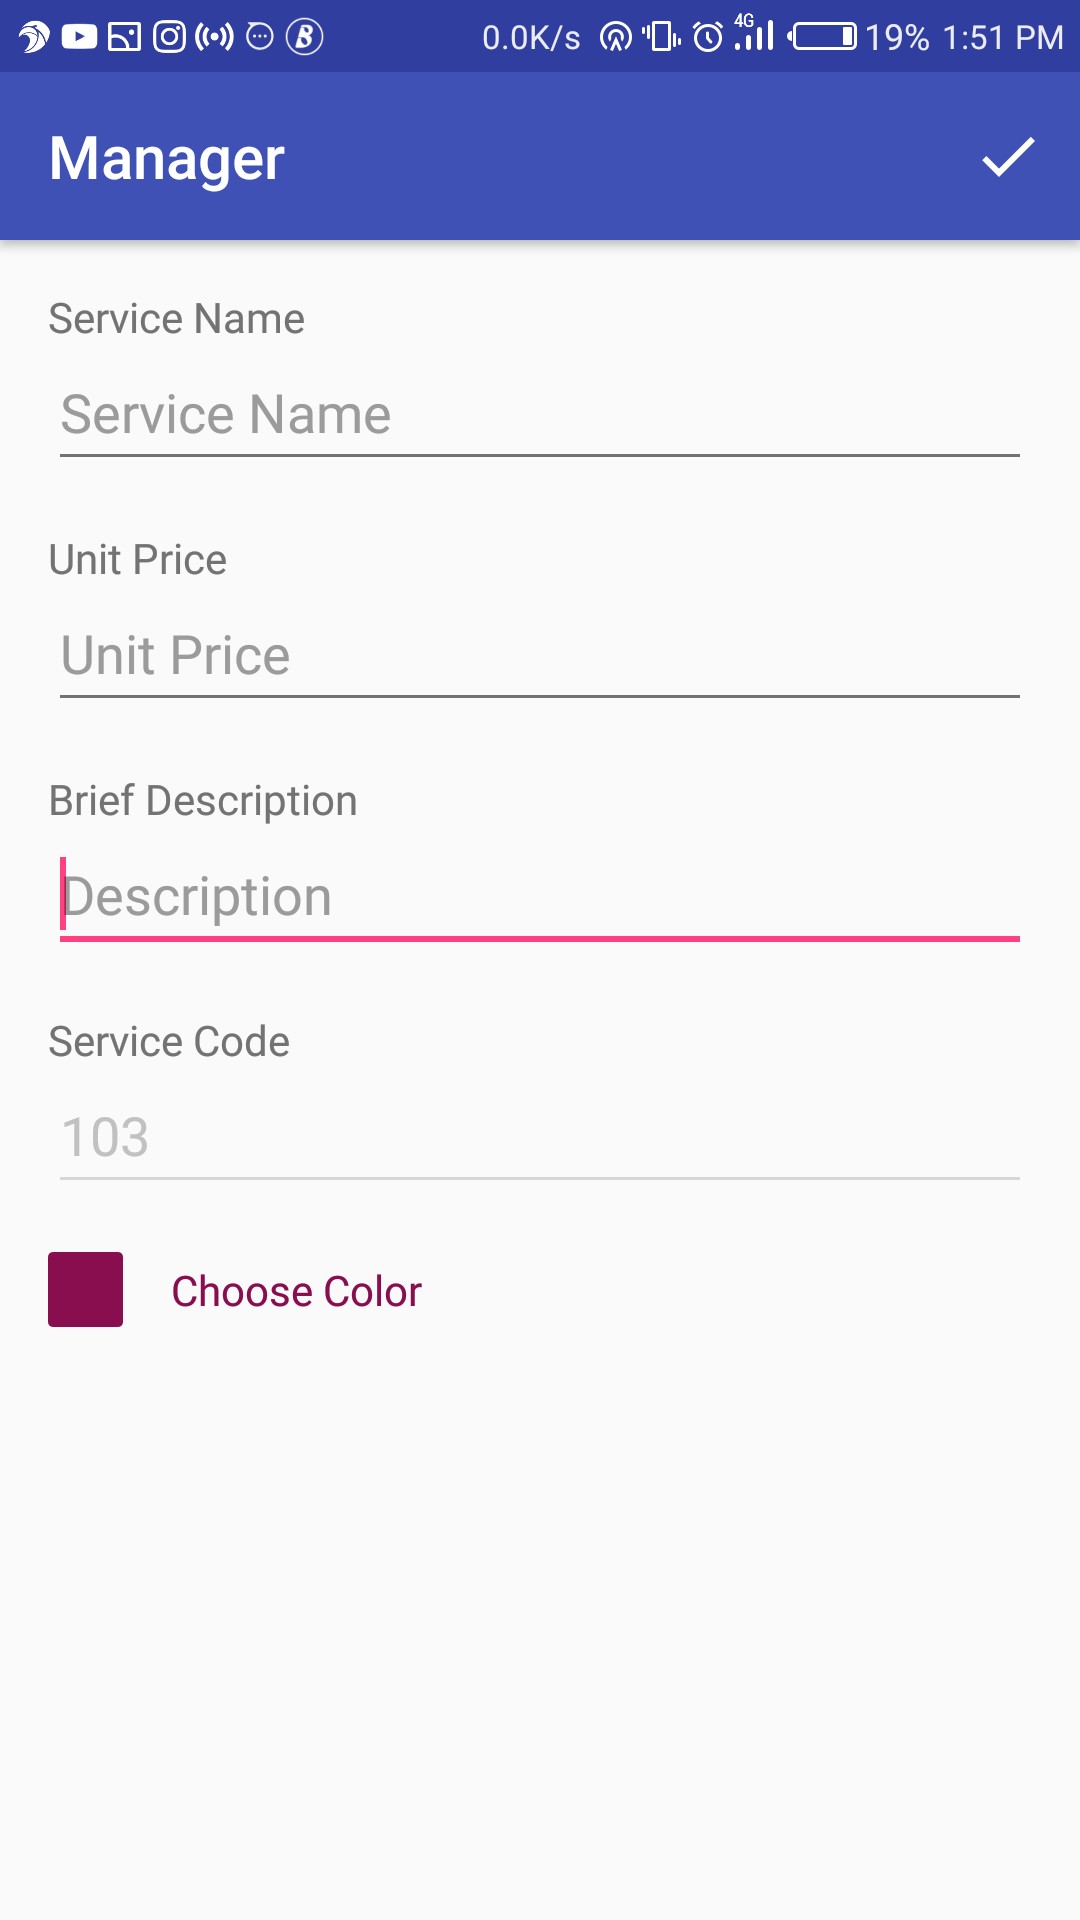 0.0K/s 4G 19% 1:51 PM
Manager
Service Name
Service Name
Unit Price
Unit Price
Brief Description
Description
Service Code
103
Choose Color